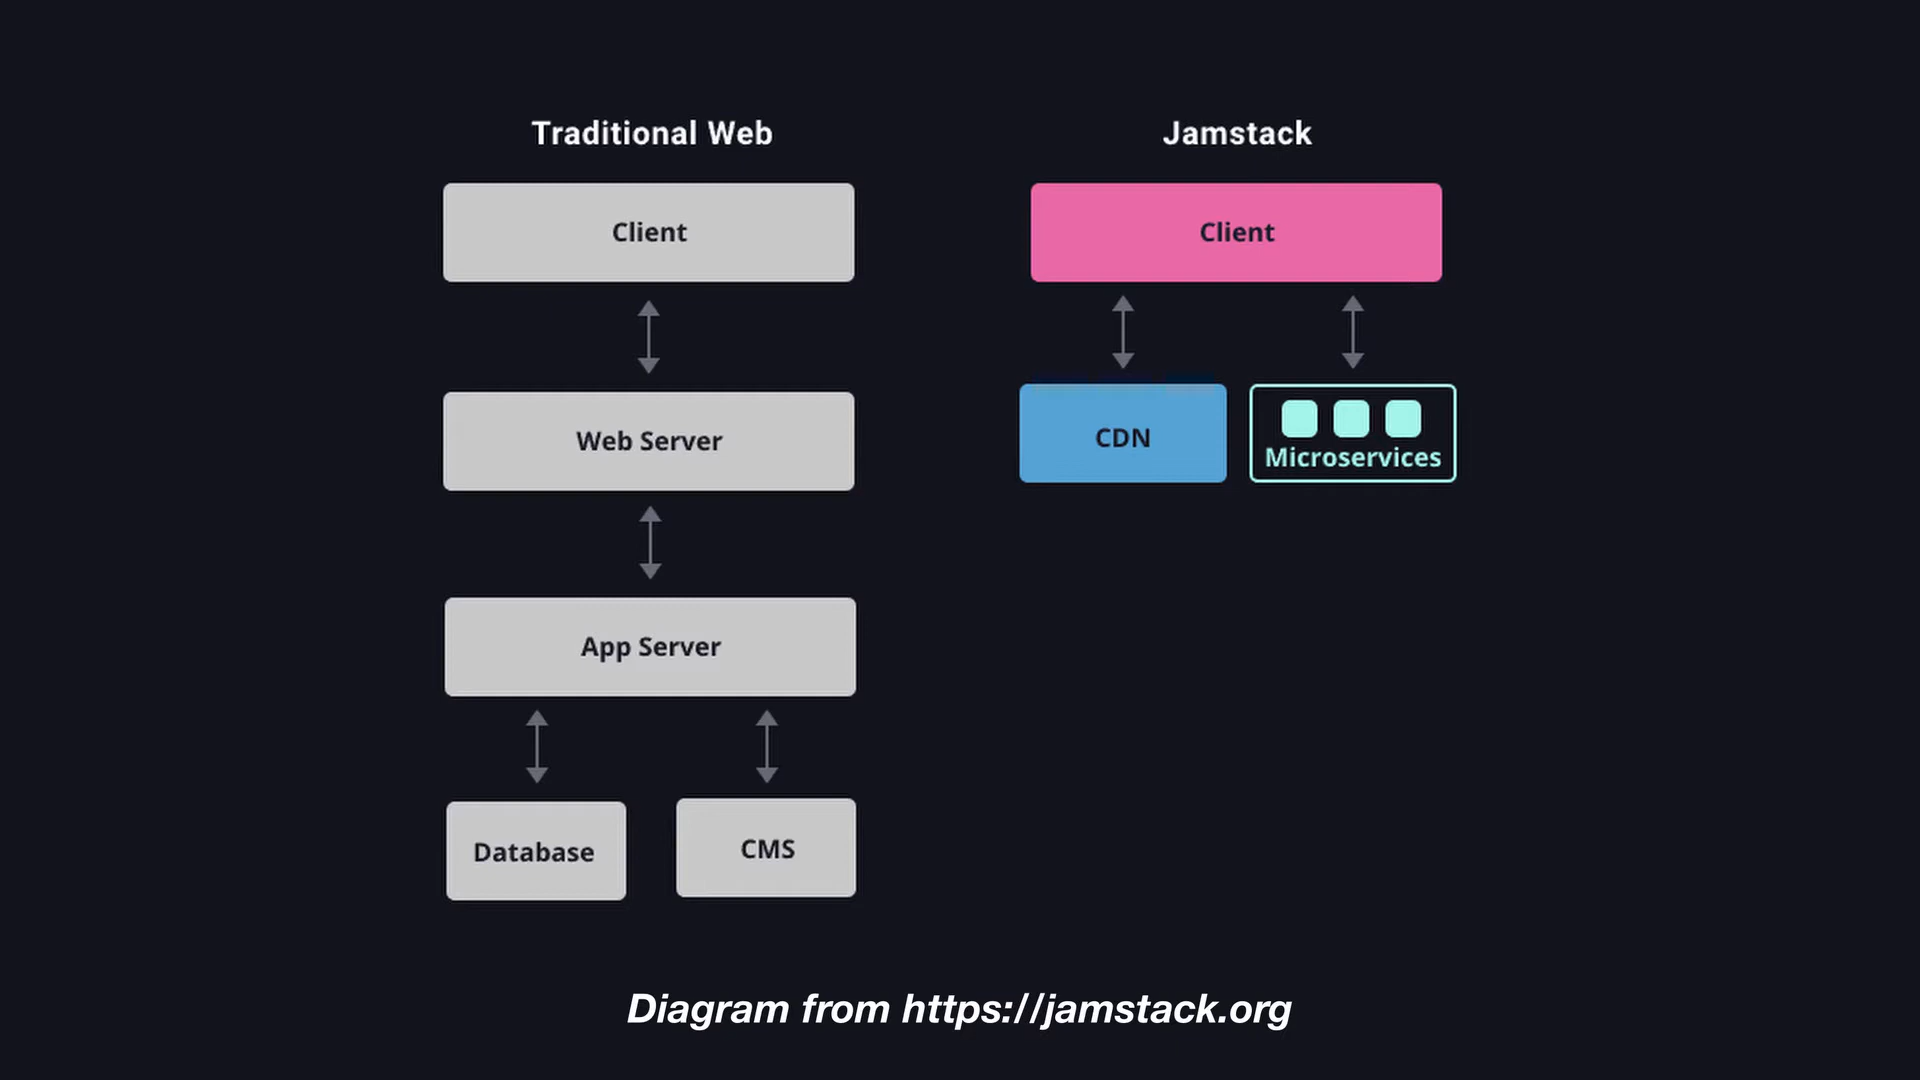 Traditional Web
Client
Web Server
App Server
Database
CMS
Jamstack
Client
CDN
Microservices
Diagram from https://jamstack.org